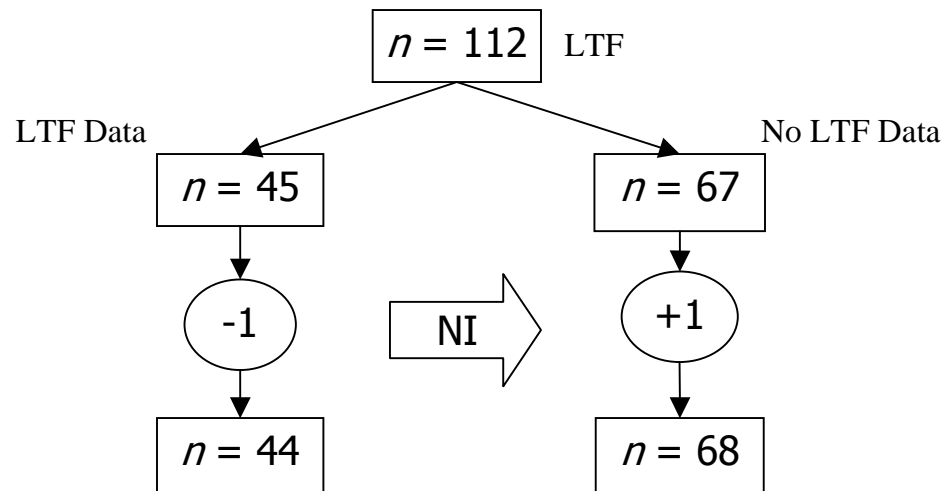 n = 112 LTF
LTF Data No LTF Data
n = 45 n = 67
-1 NI +1
n = 44 n = 68